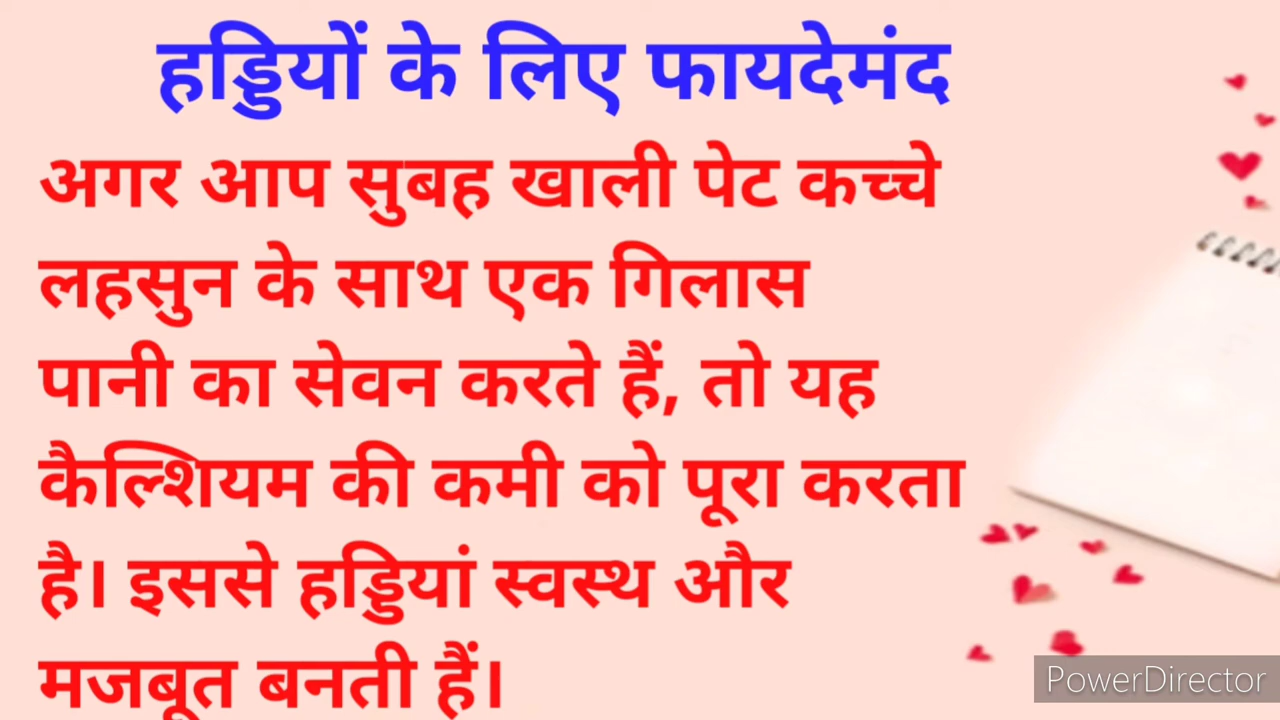 हड्डियों के लिए फायदेमंद
अगर आप सुबह खाली पेट कच्चे
लहसुन के साथ एक गिलास
पानी का सेवन करते हैं, तो यह
कैल्शियम की कमी को पूरा करता
है। इससे हड्डियां स्वस्थ और
मजबूत बनती हैं।
PowerDirector